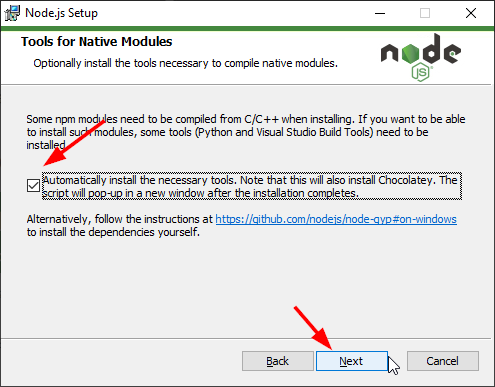 Node.js Setup
Tools for Native Modules
Optionally install the tools necessary to compile native modules.
node
JS
Some npm modules need to be compiled from C/C++ when installing. If you want to be able
to install such modules, some tools (Python and Visual Studio Build Tools) need to be
installed.
Automatically install the necessary tools. Note that this will also install Chocolatey. The
script will pop-up in a new window after the installation completes.
Alternatively, follow the instructions at https://github.com/nodejs/node-gyp#on-windows
to install the dependencies yourself.
Back
Next
Cancel